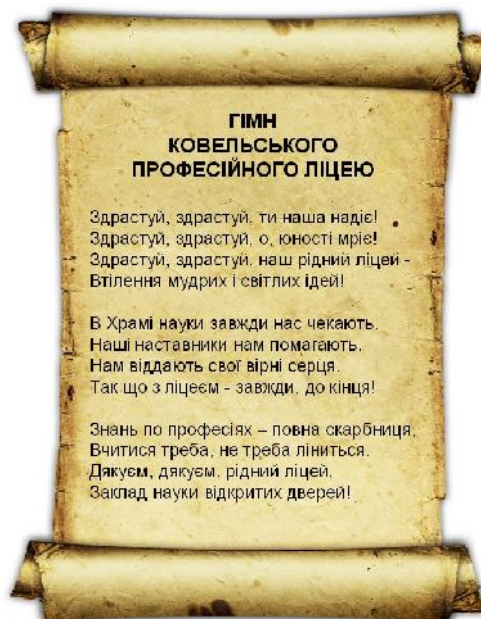 ГІМН
КОВЕЛЬСЬКОГО
ПРОФЕСІЙНОГО ЛІЦЕЮ
Здрастуй, здрастуй, ти наша надіє!
Здрастуй, здрастуй, о, юності мріє!
Здрастуй, здрастуй, наш рідний ліцей -
Втілення мудрих і світлих ідей!
В Храмі науки завжди нас чекають.
Наші наставники нам помагають.
Нам віддають свої вірні серця.
Так що з ліцеєм - завжди, до кінця!
Знань по професіях – повна скарбниця,
Вчитися треба, не треба ліниться.
Дякуєм, дякуєм, рідний ліцей,
Заклад науки відкритих дверей!